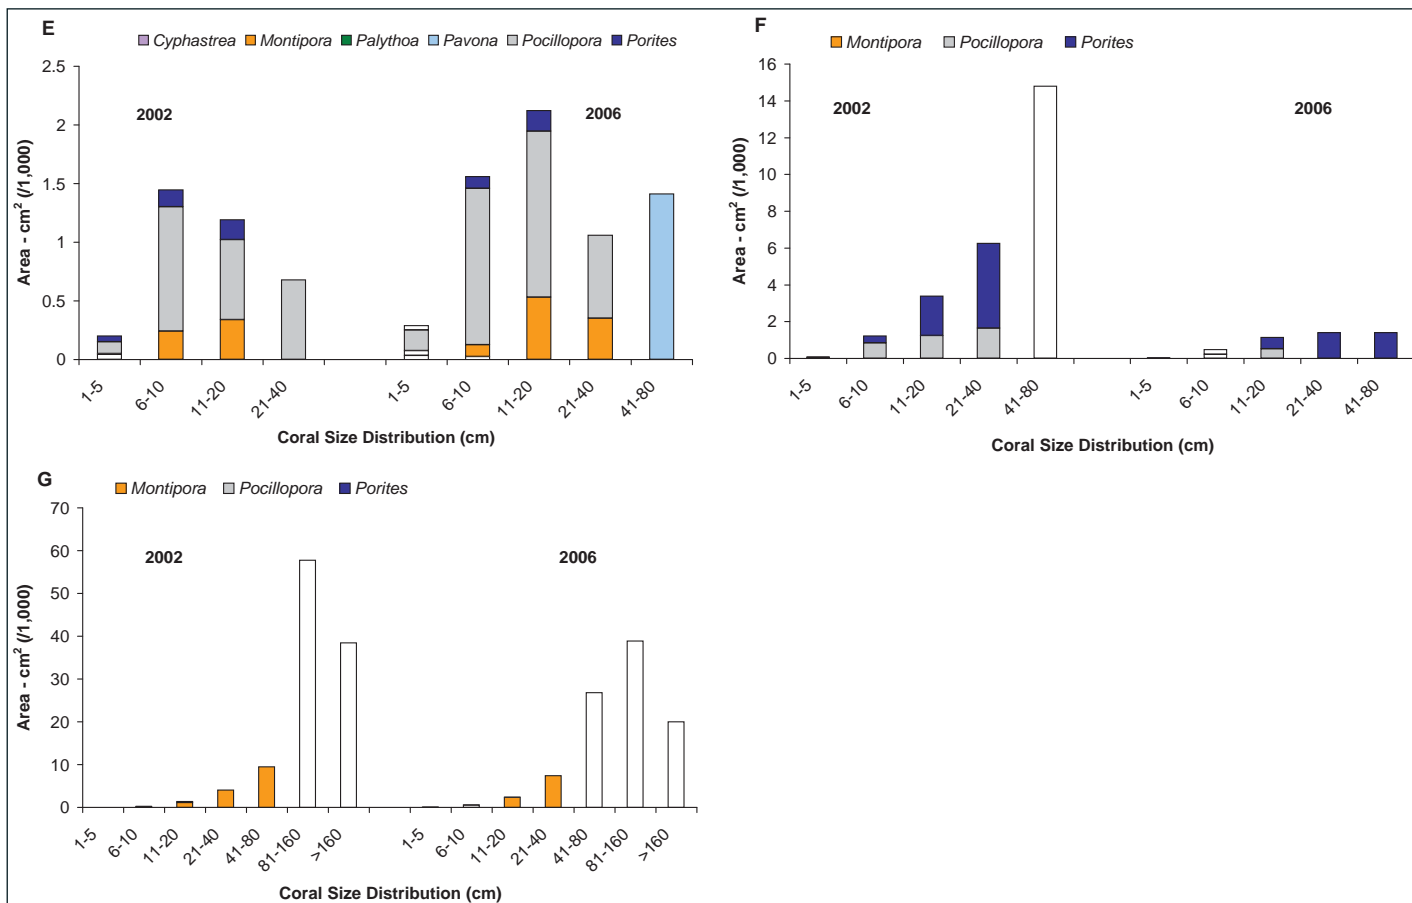 E
Cyphastrea Montipora Palythoa Pavona Pocillopora Porites
2.5
2
1.5
1
0.5
0
Area - cm² (/1,000)
2002
2006
1-5 6-10 11-20 21-40 1-5 6-10 11-20 21-40 41-80
Coral Size Distribution (cm)
F
Montipora Pocillopora Porites
16
14
12
10
8
6
4
2
0
Area - cm² (/1,000)
2002
2006
1-5 6-10 11-20 21-40 41-80 1-5 6-10 11-20 21-40 41-80
Coral Size Distribution (cm)
G
Montipora Pocillopora Porites
70
60
50
40
30
20
10
0
Area - cm² (/1,000)
2002
2006
1-5 6-10 11-20 21-40 41-80 81-160 >160 1-5 6-10 11-20 21-40 41-80 81-160 >160
Coral Size Distribution (cm)